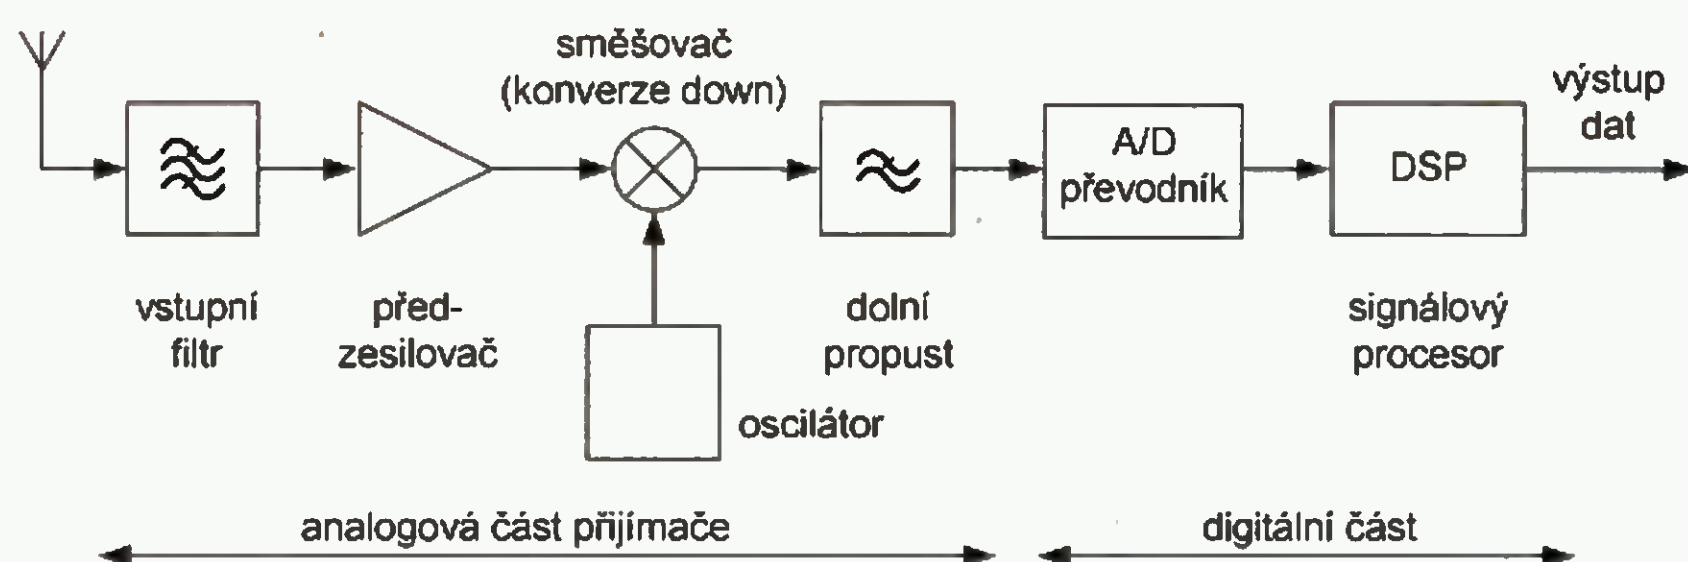 směšovač
(konverze down)
výstup
dat
A/D
převodník
DSP
vstupní
filtr
před-
zesilovač
dolní
propust
signálový
procesor
oscilátor
analogová část přijímače
digitální část